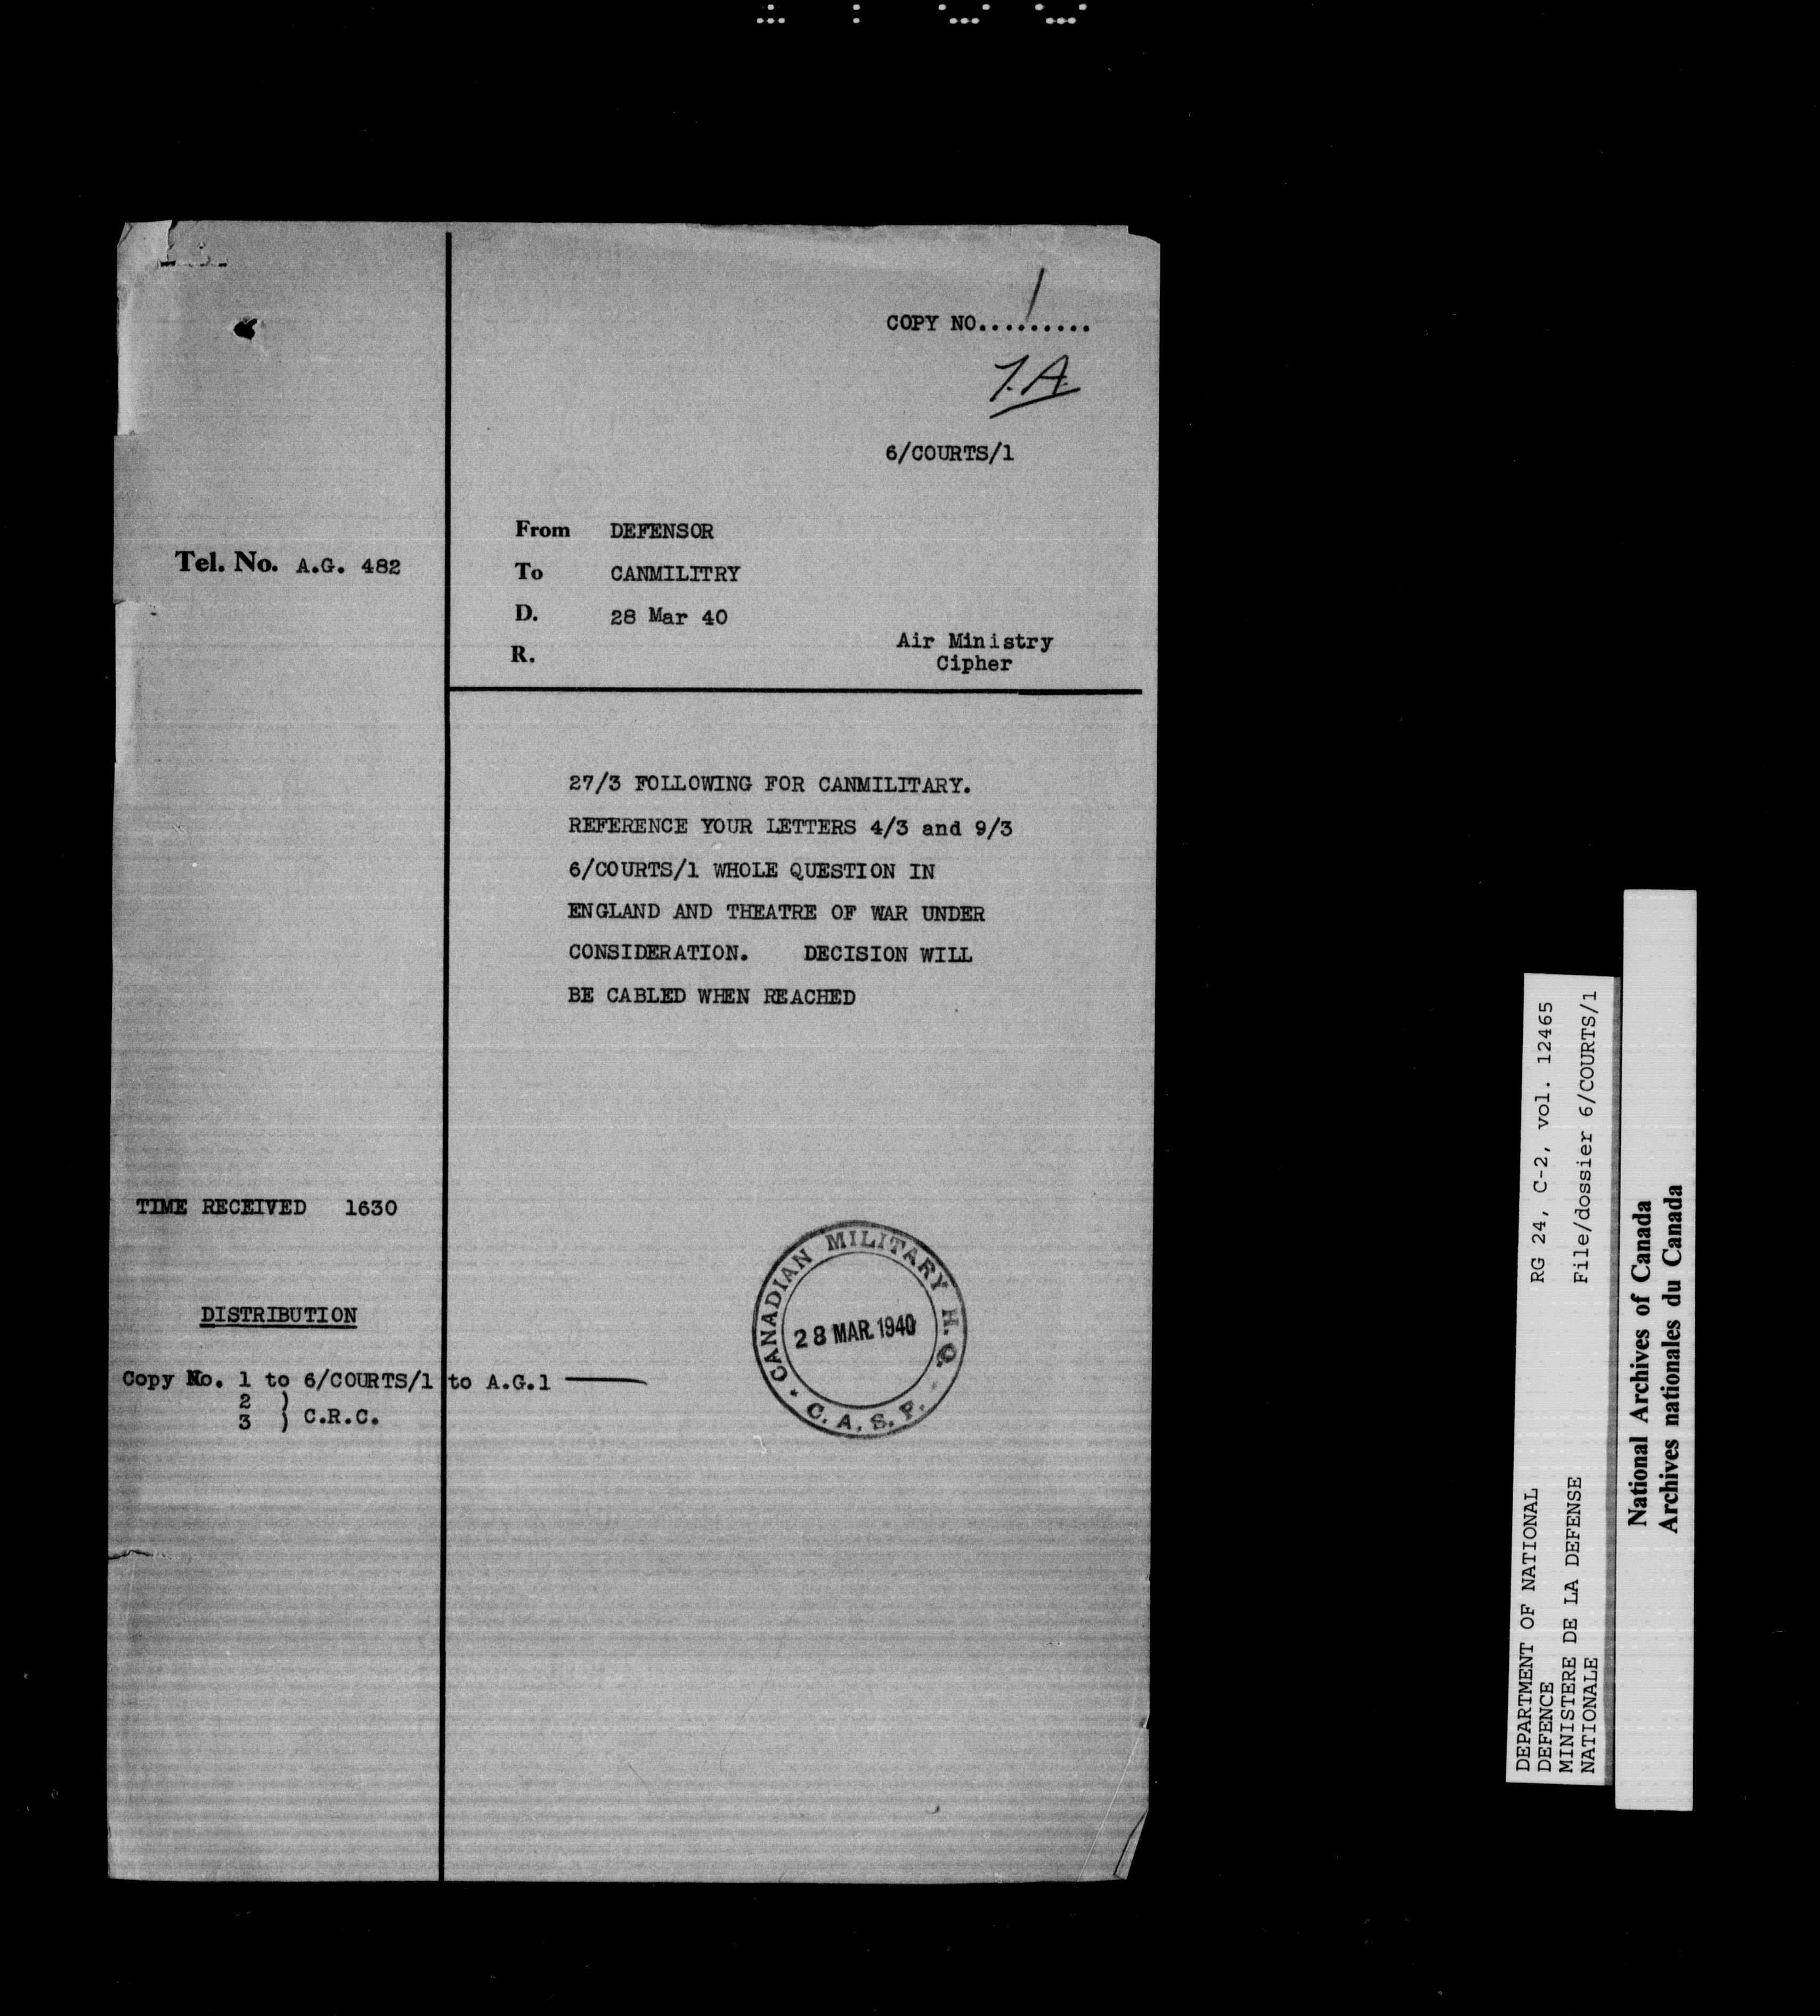 COPY NO..........
1
7.A.
6/COURTS/1
From DEFENSOR
Tel. No. A.G. 482
To CANMILITRY
D. 28 Mar 40
R.
Air Ministry
Cipher
27/3 FOLLOWING FOR CANMILITARY.
REFERENCE YOUR LETTERS 4/3 and 9/3
6/COURTS/1 WHOLE QUESTION IN
ENGLAND AND THEATRE OF WAR UNDER
CONSIDERATION. DECISION WILL
BE CABLED WHEN REACHED
TIME RECEIVED 1630
DISTRIBUTION
Copy No. 1 to 6/COURTS/1 to A.G.1
2 )
3 ) C.R.C.
CANADIAN MILITARY H.Q.
28 MAR. 1940
* C. A. S. F.
DEPARTMENT OF NATIONAL
DEFENCE
MINISTERE DE LA DEFENSE
NATIONALE
RG 24, C-2, vol. 12465
File/dossier 6/COURTS/1
National Archives of Canada
Archives nationales du Canada